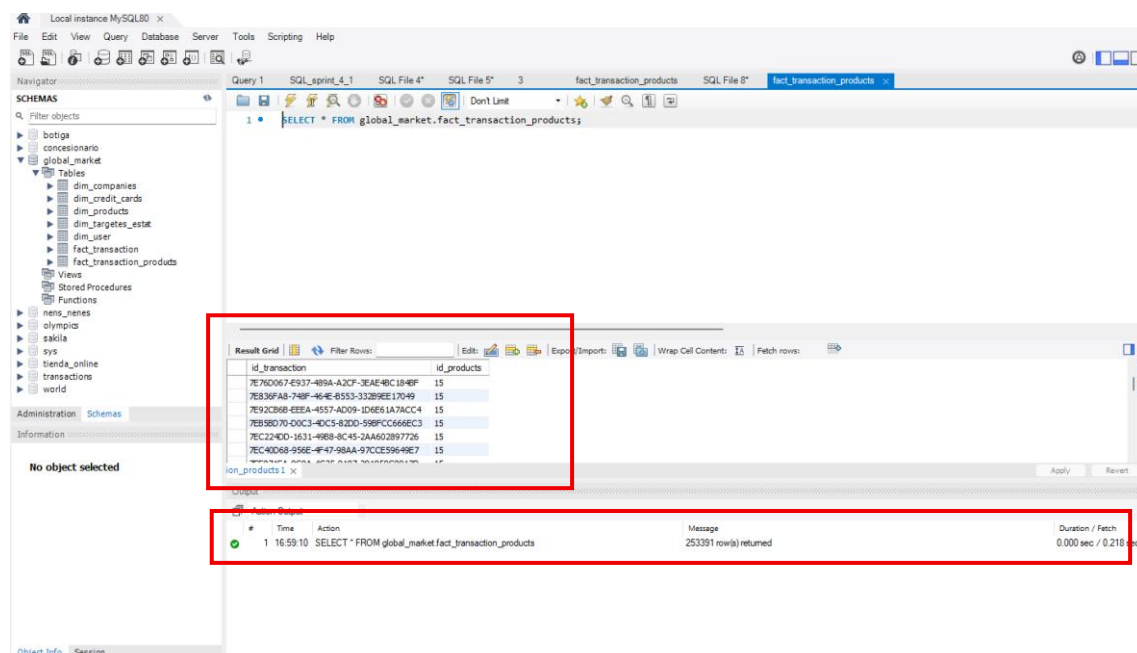 Local instance MySQL80 ×
File Edit View Query Database Server Tools Scripting Help
Navigator
SCHEMAS
Filter objects
botiga
concesionario
global_market
Tables
dim_companies
dim_credit_cards
dim_products
dim_targetes_estat
dim_user
fact_transaction
fact_transaction_products
Views
Stored Procedures
Functions
nens_nenes
olympics
sakila
sys
tienda_online
transactions
world
Administration Schemas
Information
No object selected
Object Info Session
Query 1 SQL_sprint_4_1 SQL File 4* SQL File 5* 3 fact_transaction_products SQL File 8* fact_transaction_products ×
Don't Limit
1 SELECT * FROM global_market.fact_transaction_products;
Result Grid Filter Rows: Edit: Export/Import: Wrap Cell Content: Fetch rows:
id_transaction id_products
7E76D067-E937-489A-A2CF-3EAE4BC184BF 15
7E836FA8-748F-464E-B553-332B9EE17049 15
7E92CB6B-EEEA-4557-AD09-1D6E61A7ACC4 15
7EB5BD70-D0C3-4DC5-82DD-59BFCC666EC3 15
7EC224DD-1631-49B8-8C45-2AA602897726 15
7EC40D68-956E-4F47-98AA-97CCE59649E7 15
ion_products 1 × Apply Revert
Output
Action Output
# Time Action Message Duration / Fetch
1 16:59:10 SELECT * FROM global_market.fact_transaction_products 253391 row(s) returned 0.000 sec / 0.218 sec